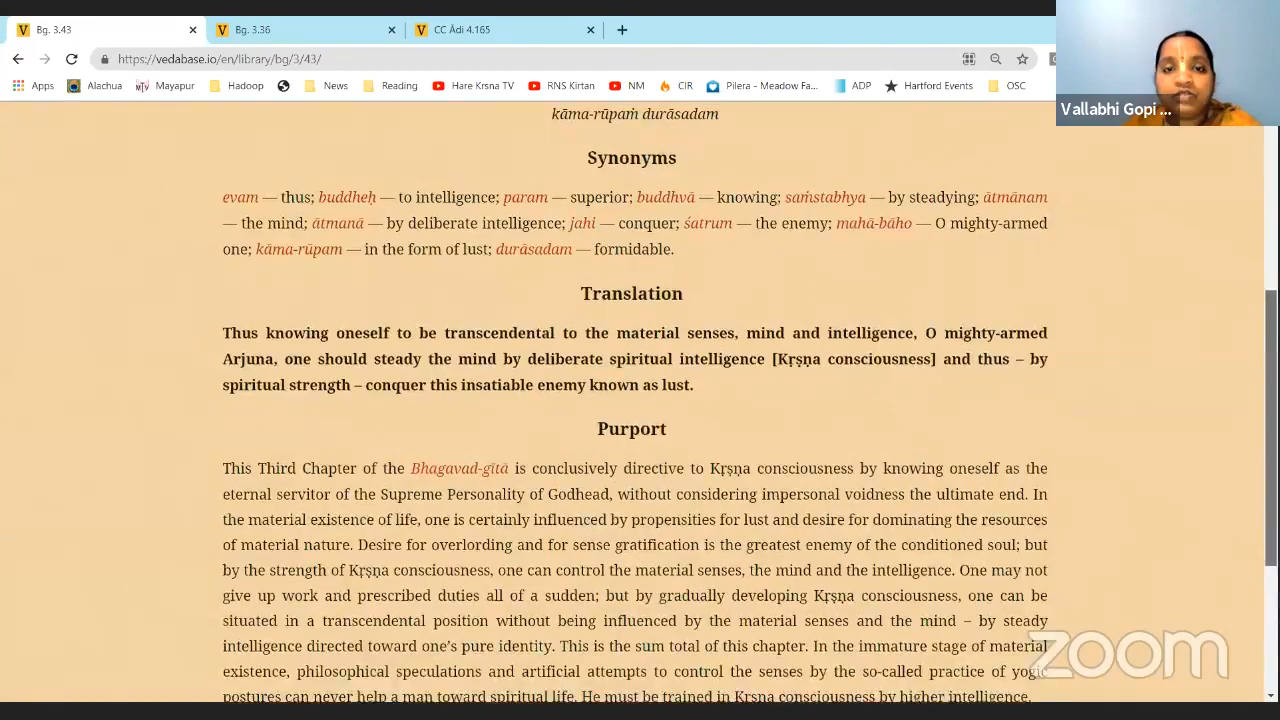 Bg. 3.43
Bg. 3.36
CC Ādi 4.165
https://vedabase.io/en/library/bg/3/43/
Apps
Alachua
Mayapur
Hadoop
News
Reading
Hare Krsna TV
RNS Kirtan
NM
CIR
Pilera – Meadow Fa...
ADP
Hartford Events
OSC
Vallabhi Gopi ...
kāma-rūpaṁ durāsadam
Synonyms
evam — thus; buddheḥ — to intelligence; param — superior; buddhvā — knowing; saṁstabhya — by steadying; ātmānam
— the mind; ātmanā — by deliberate intelligence; jahi — conquer; śatrum — the enemy; mahā-bāho — O mighty-armed
one; kāma-rūpam — in the form of lust; durāsadam — formidable.
Translation
Thus knowing oneself to be transcendental to the material senses, mind and intelligence, O mighty-armed
Arjuna, one should steady the mind by deliberate spiritual intelligence [Kṛṣṇa consciousness] and thus – by
spiritual strength – conquer this insatiable enemy known as lust.
Purport
This Third Chapter of the Bhagavad-gītā is conclusively directive to Kṛṣṇa consciousness by knowing oneself as the
eternal servitor of the Supreme Personality of Godhead, without considering impersonal voidness the ultimate end. In
the material existence of life, one is certainly influenced by propensities for lust and desire for dominating the resources
of material nature. Desire for overlording and for sense gratification is the greatest enemy of the conditioned soul; but
by the strength of Kṛṣṇa consciousness, one can control the material senses, the mind and the intelligence. One may not
give up work and prescribed duties all of a sudden; but by gradually developing Kṛṣṇa consciousness, one can be
situated in a transcendental position without being influenced by the material senses and the mind – by steady
intelligence directed toward one's pure identity. This is the sum total of this chapter. In the immature stage of material
existence, philosophical speculations and artificial attempts to control the senses by the so-called practice of yogic
postures can never help a man toward spiritual life. He must be trained in Kṛṣṇa consciousness by higher intelligence.
zoom